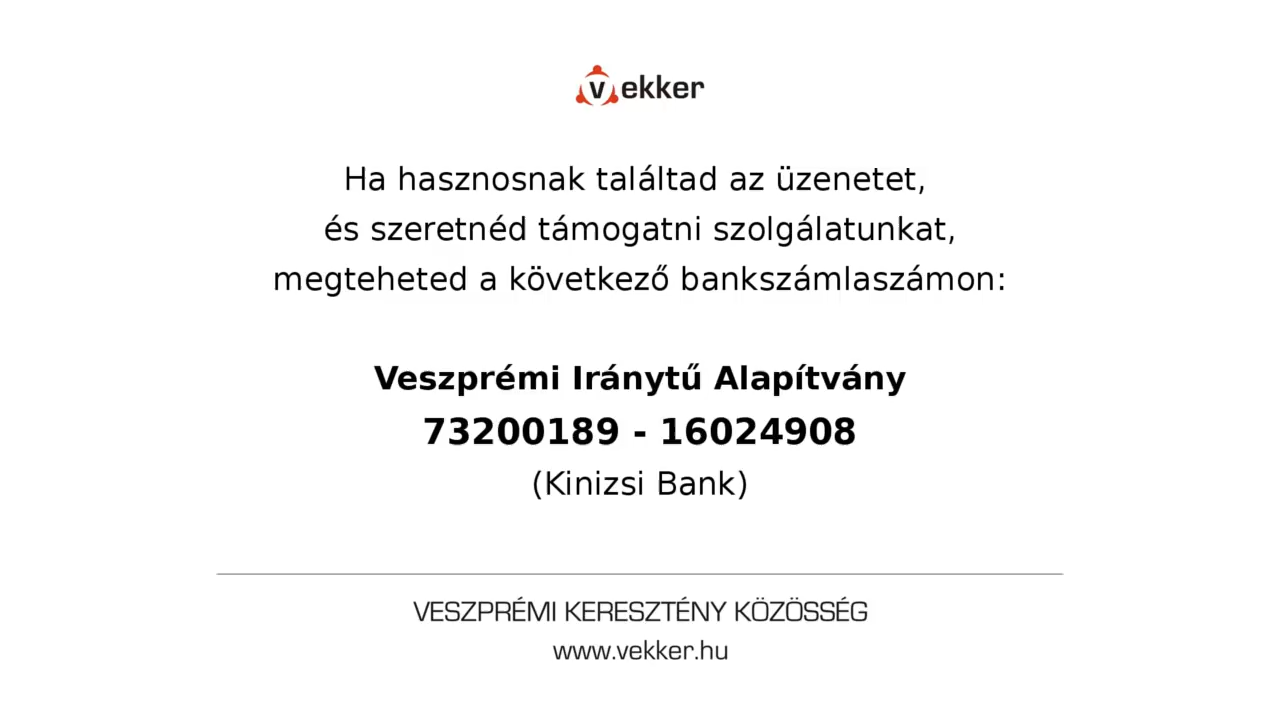 vekker
Ha hasznosnak találtad az üzenetet,
és szeretnéd támogatni szolgálatunkat,
megteheted a következő bankszámlaszámon:
Veszprémi Iránytű Alapítvány
73200189 - 16024908
(Kinizsi Bank)
VESZPRÉMI KERESZTÉNY KÖZÖSSÉG
www.vekker.hu